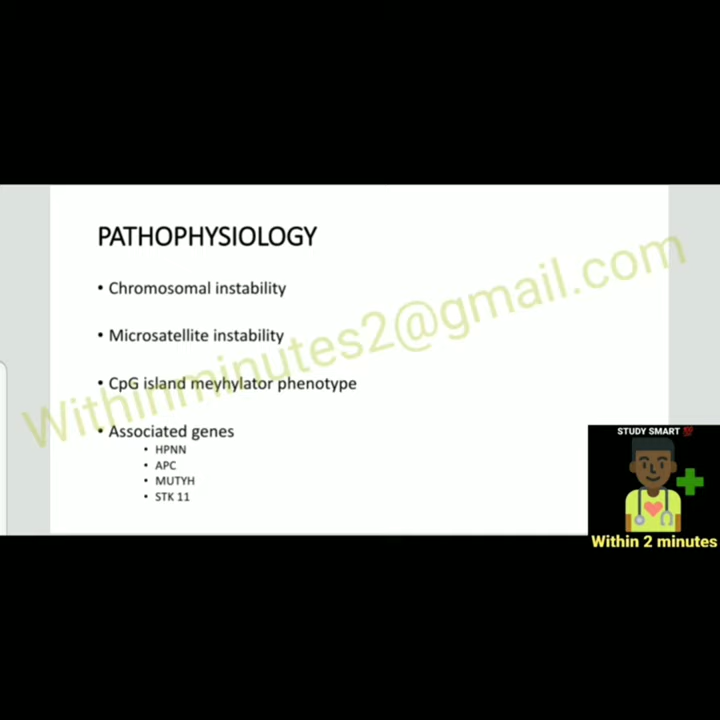 PATHOPHYSIOLOGY
• Chromosomal instability
• Microsatellite instability
• CpG island meyhylator phenotype
• Associated genes
• HPNN
• APC
• MUTYH
• STK 11
Withinminutes2@gmail.com
STUDY SMART 💯
Within 2 minutes